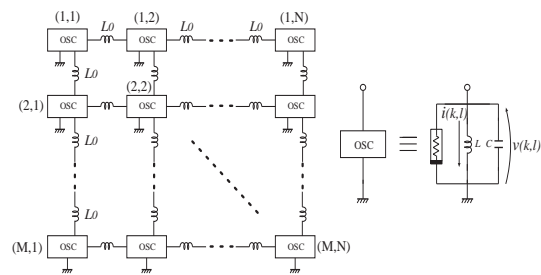 (1,1) (1,2) (1,N)
L0 L0 L0
OSC OSC OSC
L0
(2,2)
(2,1) OSC OSC OSC
L0
i(k,l)
OSC L C v(k,l)
L0
(M,1) OSC OSC OSC (M,N)